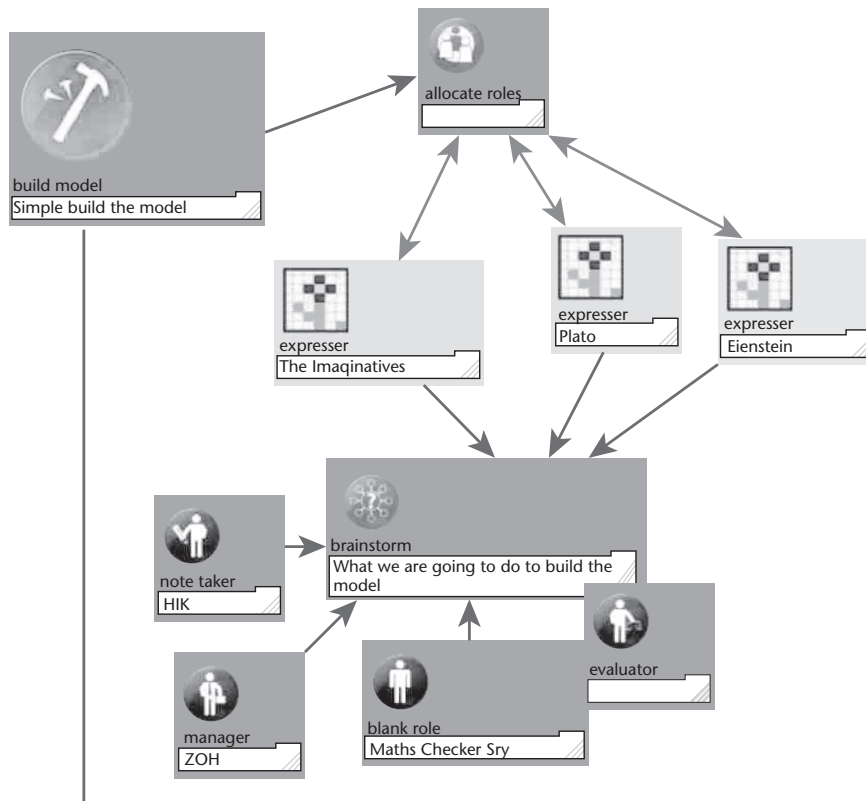 allocate roles
build model
Simple build the model
expresser
The Imaqinatives
expresser
Plato
expresser
Eienstein
brainstorm
What we are going to do to build the
model
note taker
HIK
evaluator
manager
ZOH
blank role
Maths Checker Sry
?